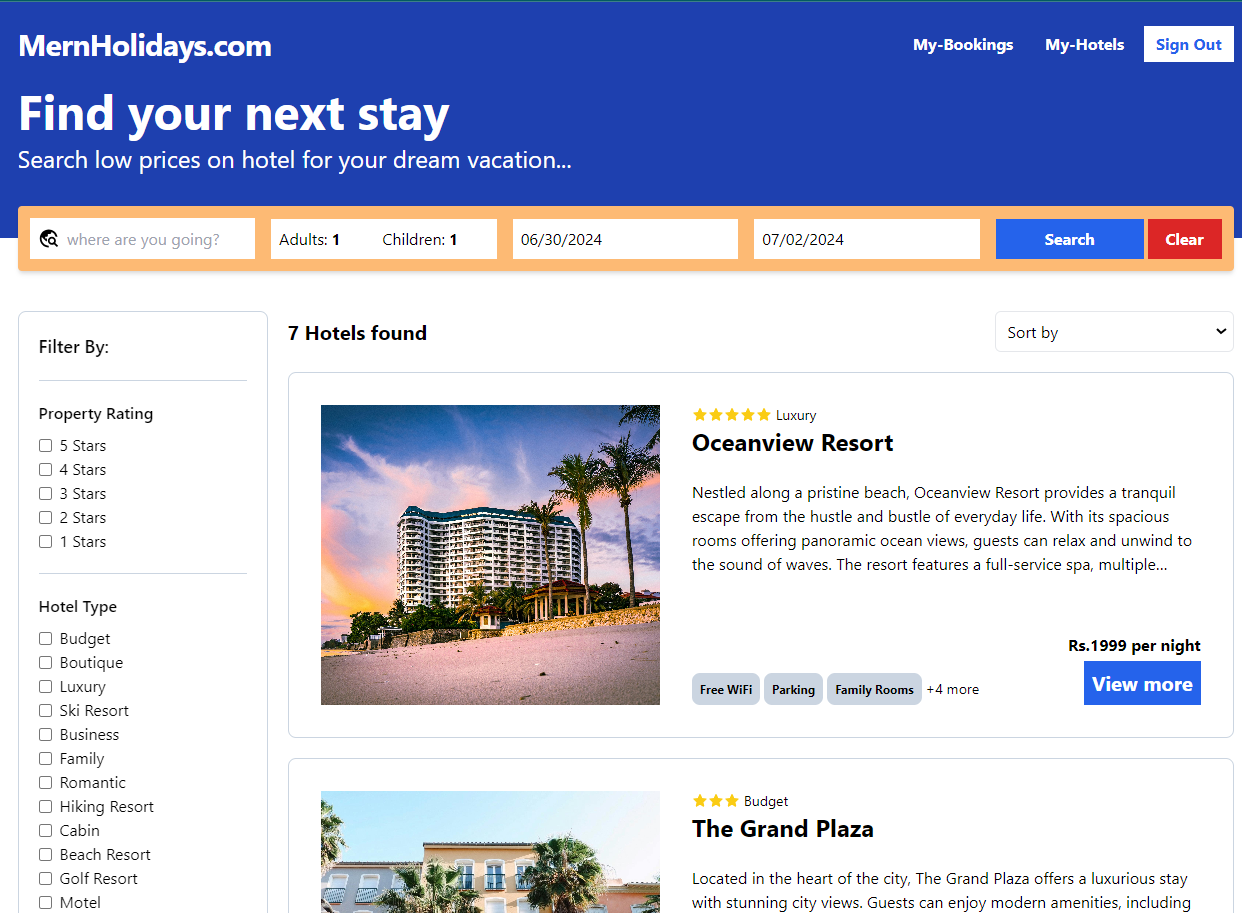 MernHolidays.com
My-Bookings
My-Hotels
Sign Out
Find your next stay
Search low prices on hotel for your dream vacation...
where are you going?
Adults: 1
Children: 1
06/30/2024
07/02/2024
Search
Clear
Filter By:
Property Rating
5 Stars
4 Stars
3 Stars
2 Stars
1 Stars
Hotel Type
Budget
Boutique
Luxury
Ski Resort
Business
Family
Romantic
Hiking Resort
Cabin
Beach Resort
Golf Resort
Motel
7 Hotels found
Sort by
Luxury
Oceanview Resort
Nestled along a pristine beach, Oceanview Resort provides a tranquil
escape from the hustle and bustle of everyday life. With its spacious
rooms offering panoramic ocean views, guests can relax and unwind to
the sound of waves. The resort features a full-service spa, multiple...
Rs.1999 per night
Free WiFi
Parking
Family Rooms
+4 more
View more
Budget
The Grand Plaza
Located in the heart of the city, The Grand Plaza offers a luxurious stay
with stunning city views. Guests can enjoy modern amenities, including